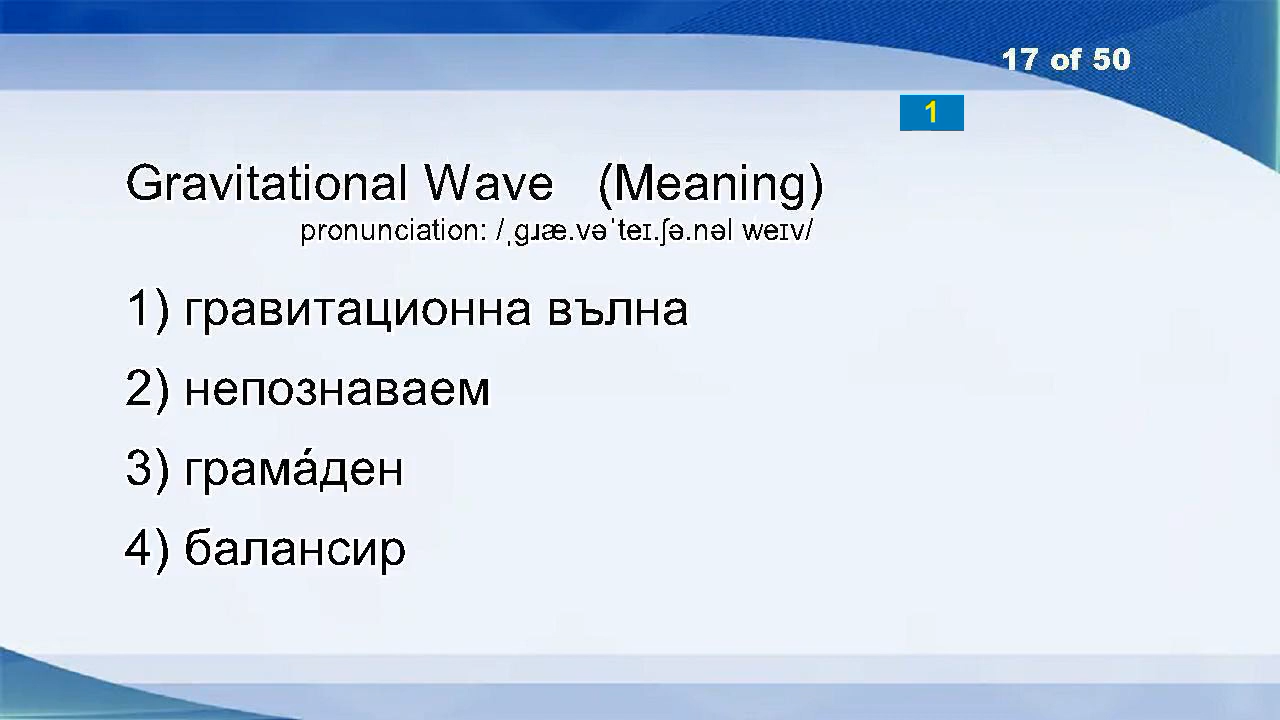 17 of 50
1
Gravitational Wave (Meaning)
pronunciation: /ˌɡɹæ.vəˈteɪ.ʃə.nəl weɪv/
1) гравитационна вълна
2) непознаваем
3) грама́ден
4) балансир